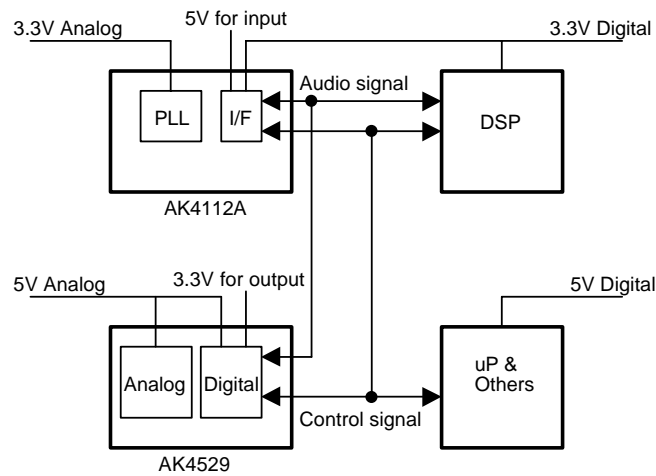 3.3V Analog
5V for input
3.3V Digital
PLL
I/F
Audio signal
DSP
AK4112A
5V Analog
3.3V for output
5V Digital
Analog
Digital
uP &
Others
Control signal
AK4529